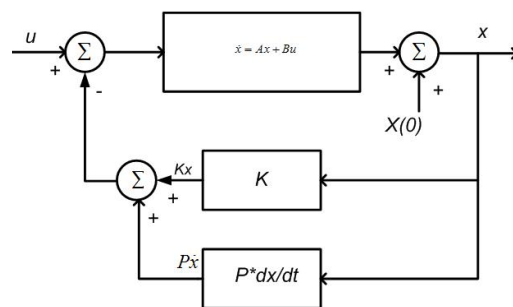 u
x
Σ
ẋ = Ax + Bu
Σ
+
+
-
+
+
X(0)
Kx
Σ
K
+
+
Pẋ
P*dx/dt